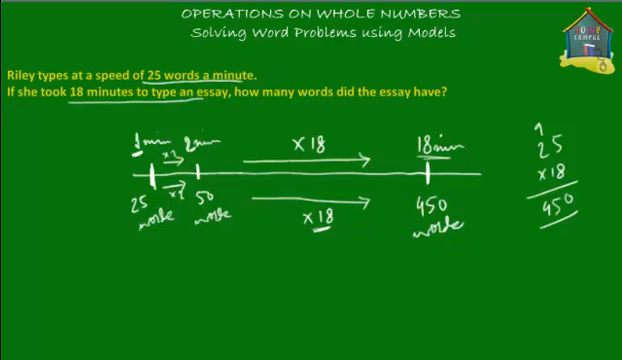 OPERATIONS ON WHOLE NUMBERS
Solving Word Problems using Models
Riley types at a speed of 25 words a minute.
If she took 18 minutes to type an essay, how many words did the essay have?
1min 2min ×18 18min
×2
25 50 450
words words words
×2
×18
25
×18
450